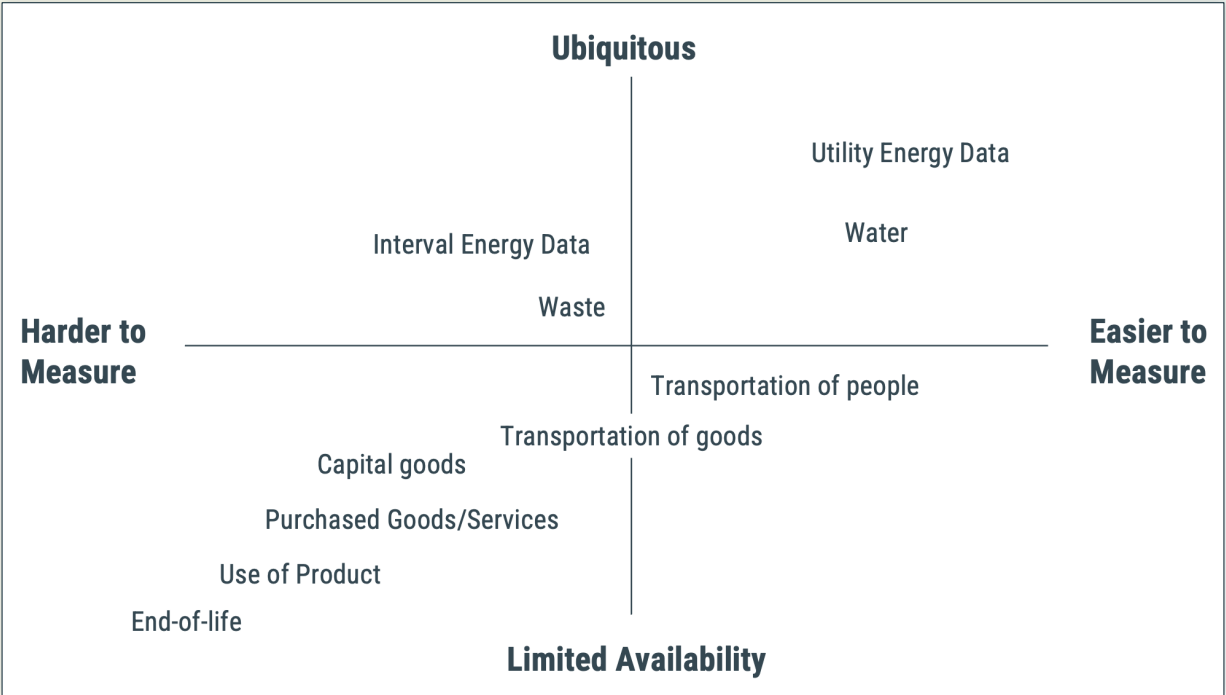 Ubiquitous
Utility Energy Data
Water
Interval Energy Data
Waste
Harder to
Measure
Easier to
Measure
Transportation of people
Transportation of goods
Capital goods
Purchased Goods/Services
Use of Product
End-of-life
Limited Availability